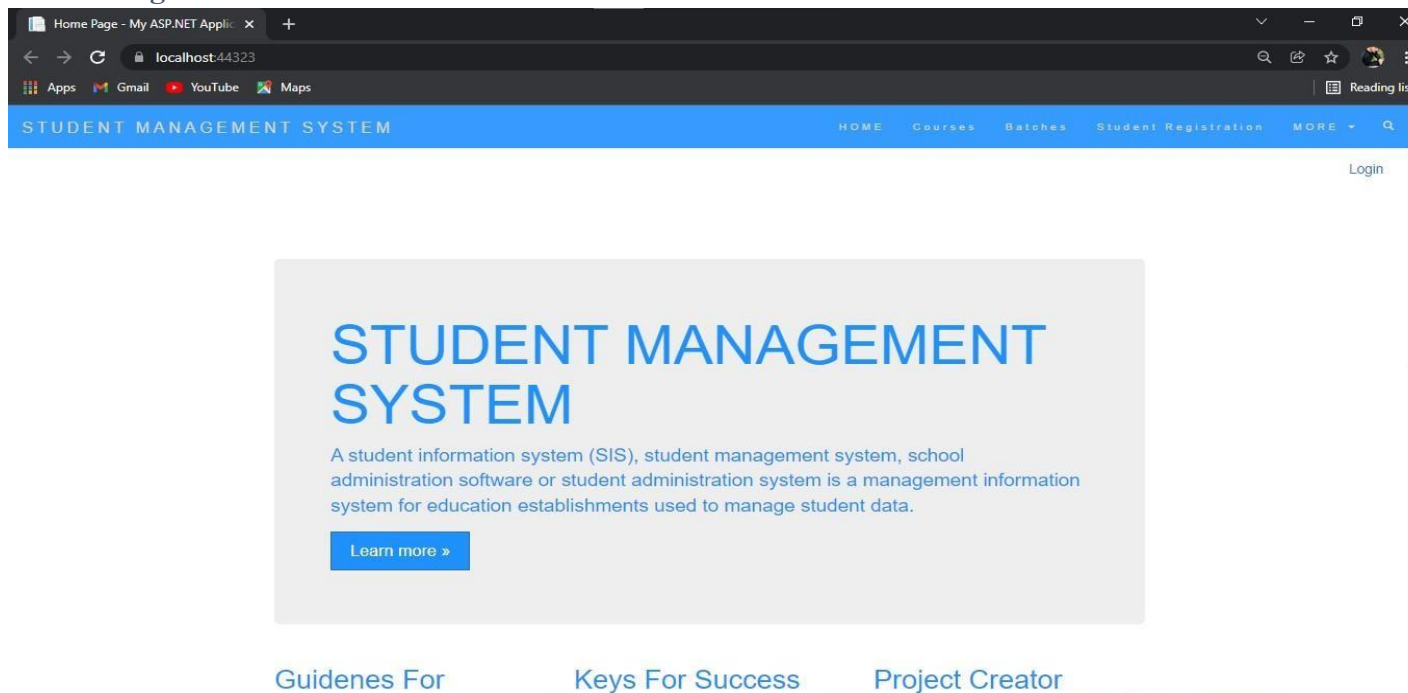 Home Page - My ASP.NET Applic
localhost:44323
Apps Gmail YouTube Maps Reading lis
STUDENT MANAGEMENT SYSTEM HOME Courses Batches Student Registration MORE
Login
STUDENT MANAGEMENT
SYSTEM
A student information system (SIS), student management system, school
administration software or student administration system is a management information
system for education establishments used to manage student data.
Learn more »
Guidenes For Keys For Success Project Creator